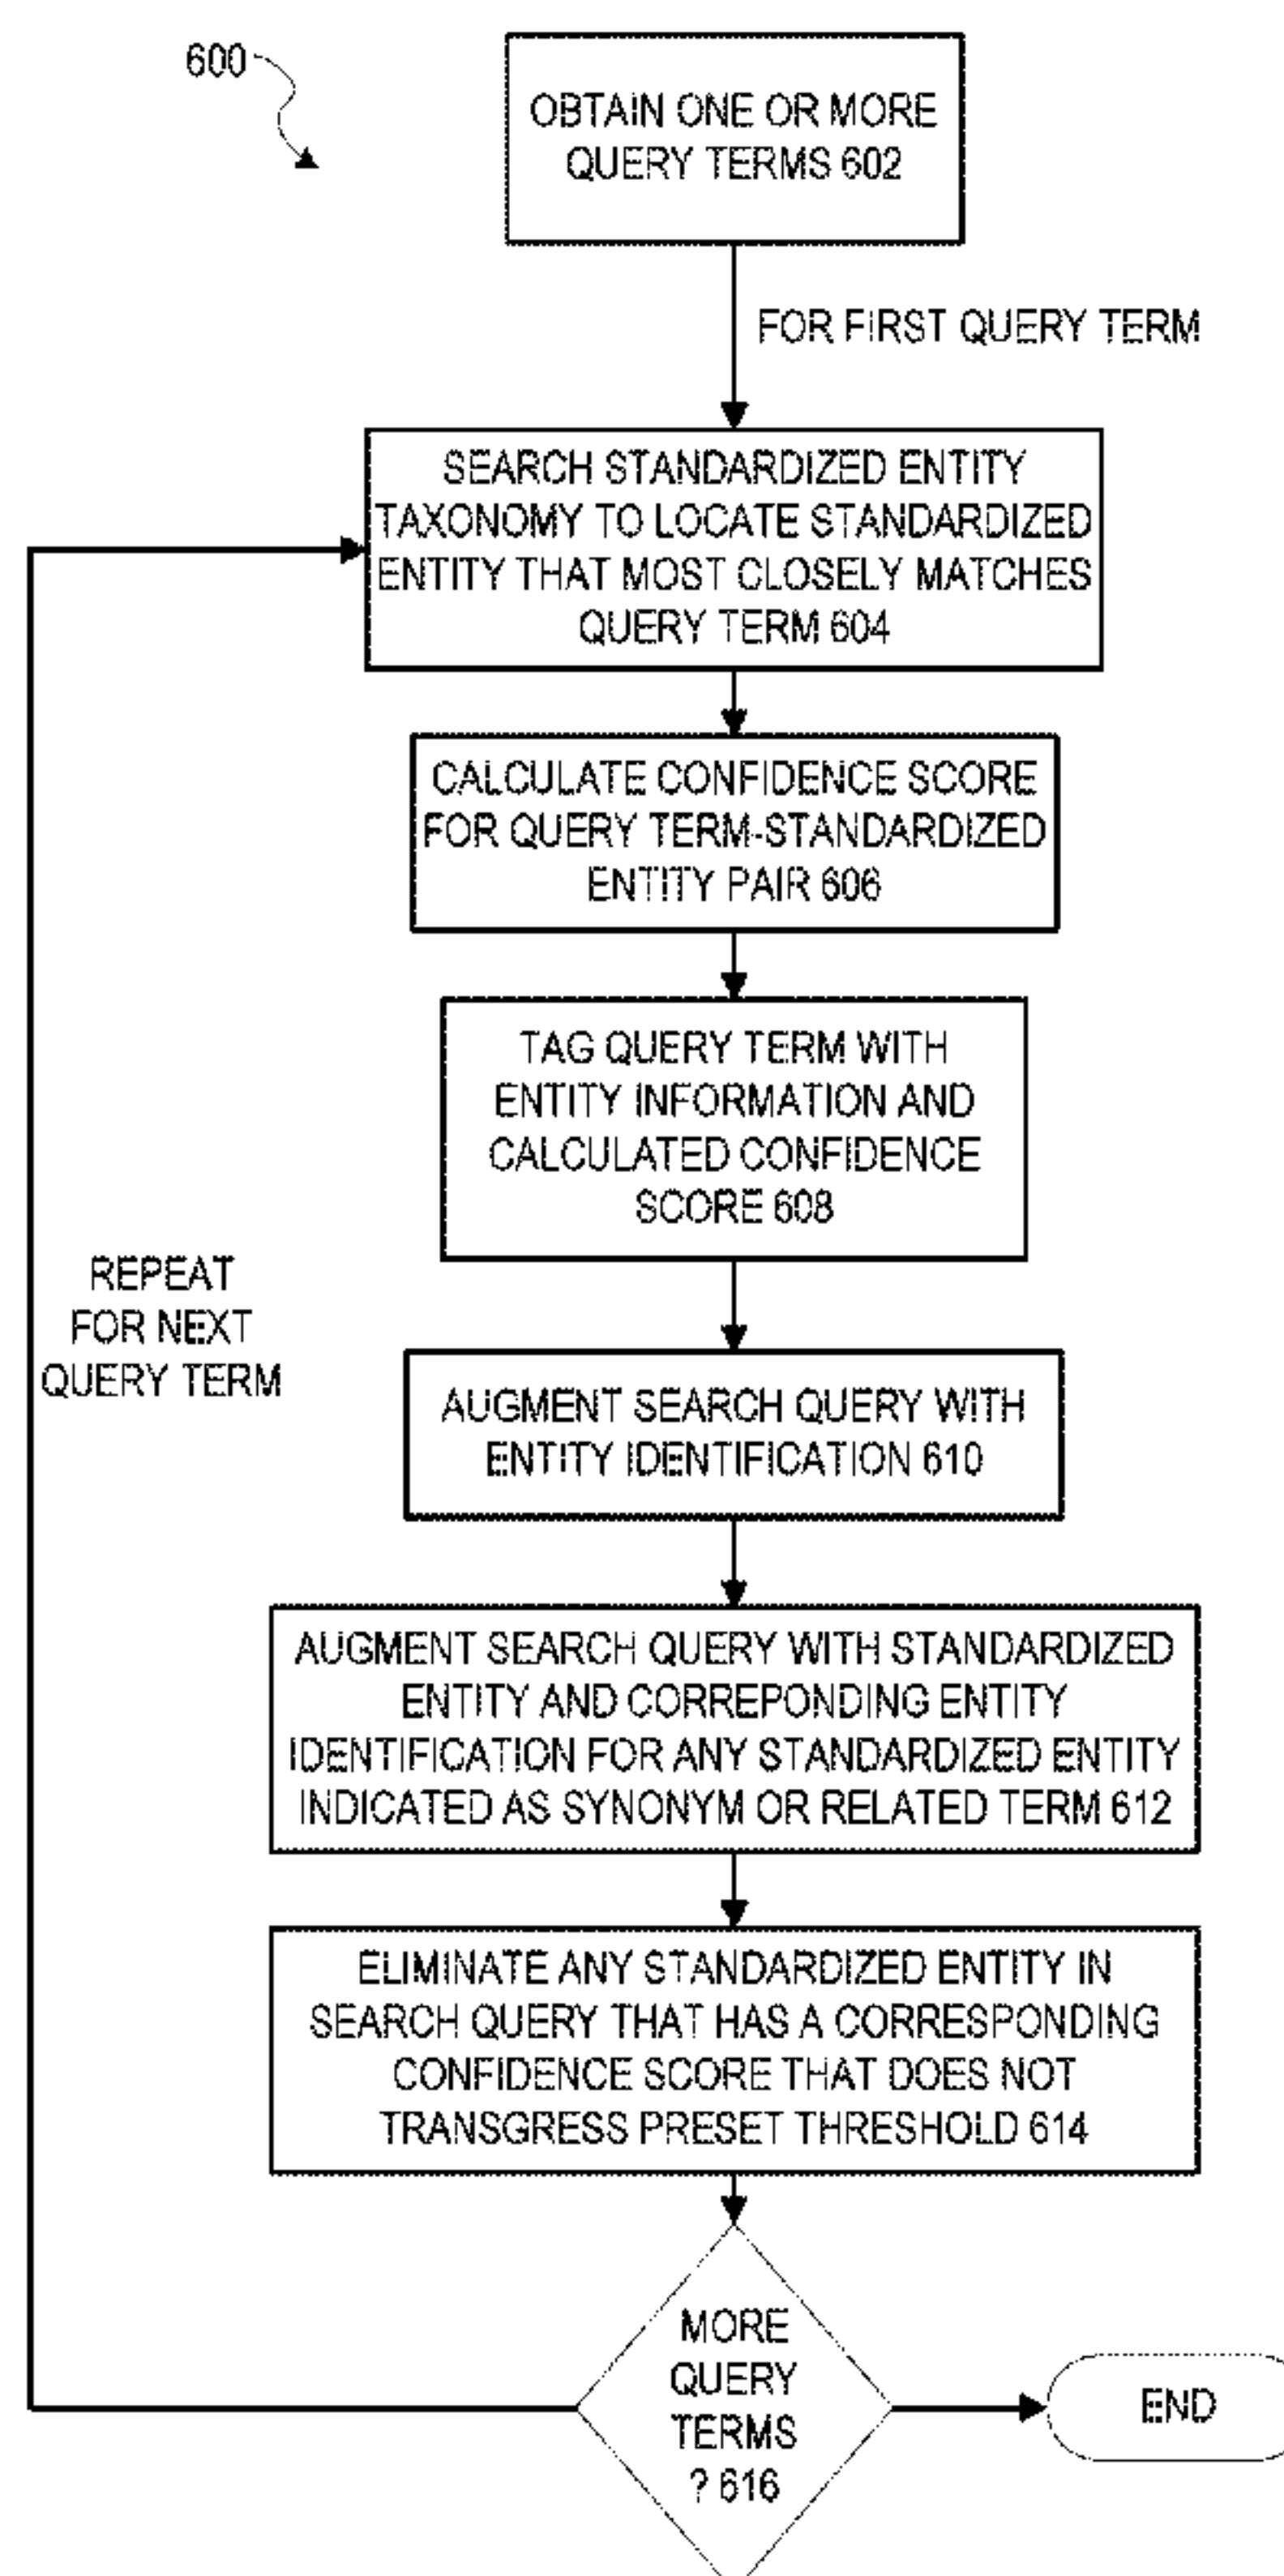 600
OBTAIN ONE OR MORE
QUERY TERMS 602
FOR FIRST QUERY TERM
SEARCH STANDARDIZED ENTITY
TAXONOMY TO LOCATE STANDARDIZED
ENTITY THAT MOST CLOSELY MATCHES
QUERY TERM 604
CALCULATE CONFIDENCE SCORE
FOR QUERY TERM-STANDARDIZED
ENTITY PAIR 606
TAG QUERY TERM WITH
ENTITY INFORMATION AND
CALCULATED CONFIDENCE
SCORE 608
REPEAT
FOR NEXT
QUERY TERM
AUGMENT SEARCH QUERY WITH
ENTITY IDENTIFICATION 610
AUGMENT SEARCH QUERY WITH STANDARDIZED
ENTITY AND CORREPONDING ENTITY
IDENTIFICATION FOR ANY STANDARDIZED ENTITY
INDICATED AS SYNONYM OR RELATED TERM 612
ELIMINATE ANY STANDARDIZED ENTITY IN
SEARCH QUERY THAT HAS A CORRESPONDING
CONFIDENCE SCORE THAT DOES NOT
TRANSGRESS PRESET THRESHOLD 614
MORE
QUERY
TERMS
? 616
END